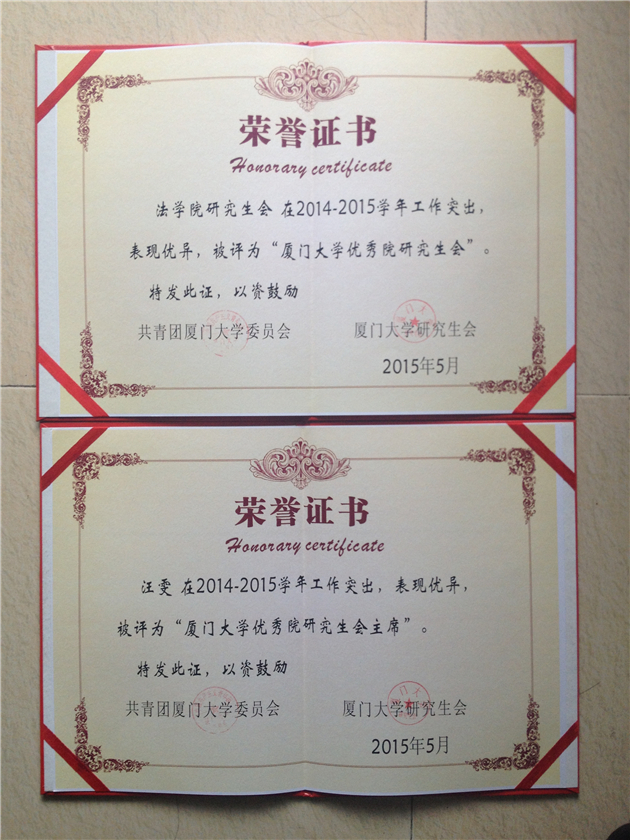 荣誉证书
Honorary certificate
法学院研究生会 在2014-2015学年工作突出，
表现优异，被评为“厦门大学优秀院研究生会”。
特发此证，以资鼓励
共青团厦门大学委员会 厦门大学研究生会
2015年5月
荣誉证书
Honorary certificate
汪雯 在2014-2015学年工作突出，表现优异，
被评为“厦门大学优秀院研究生会主席”。
特发此证，以资鼓励
共青团厦门大学委员会 厦门大学研究生会
2015年5月